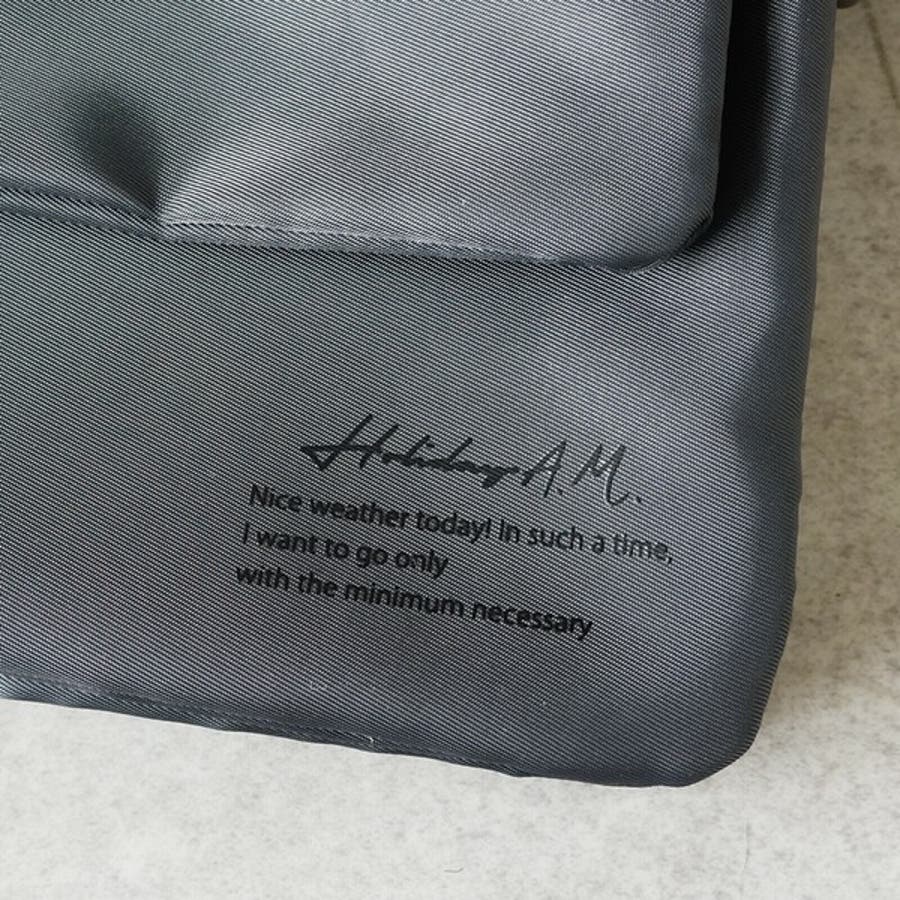 Holiday A.M.
Nice weather today! In such a time,
I want to go only
with the minimum necessary